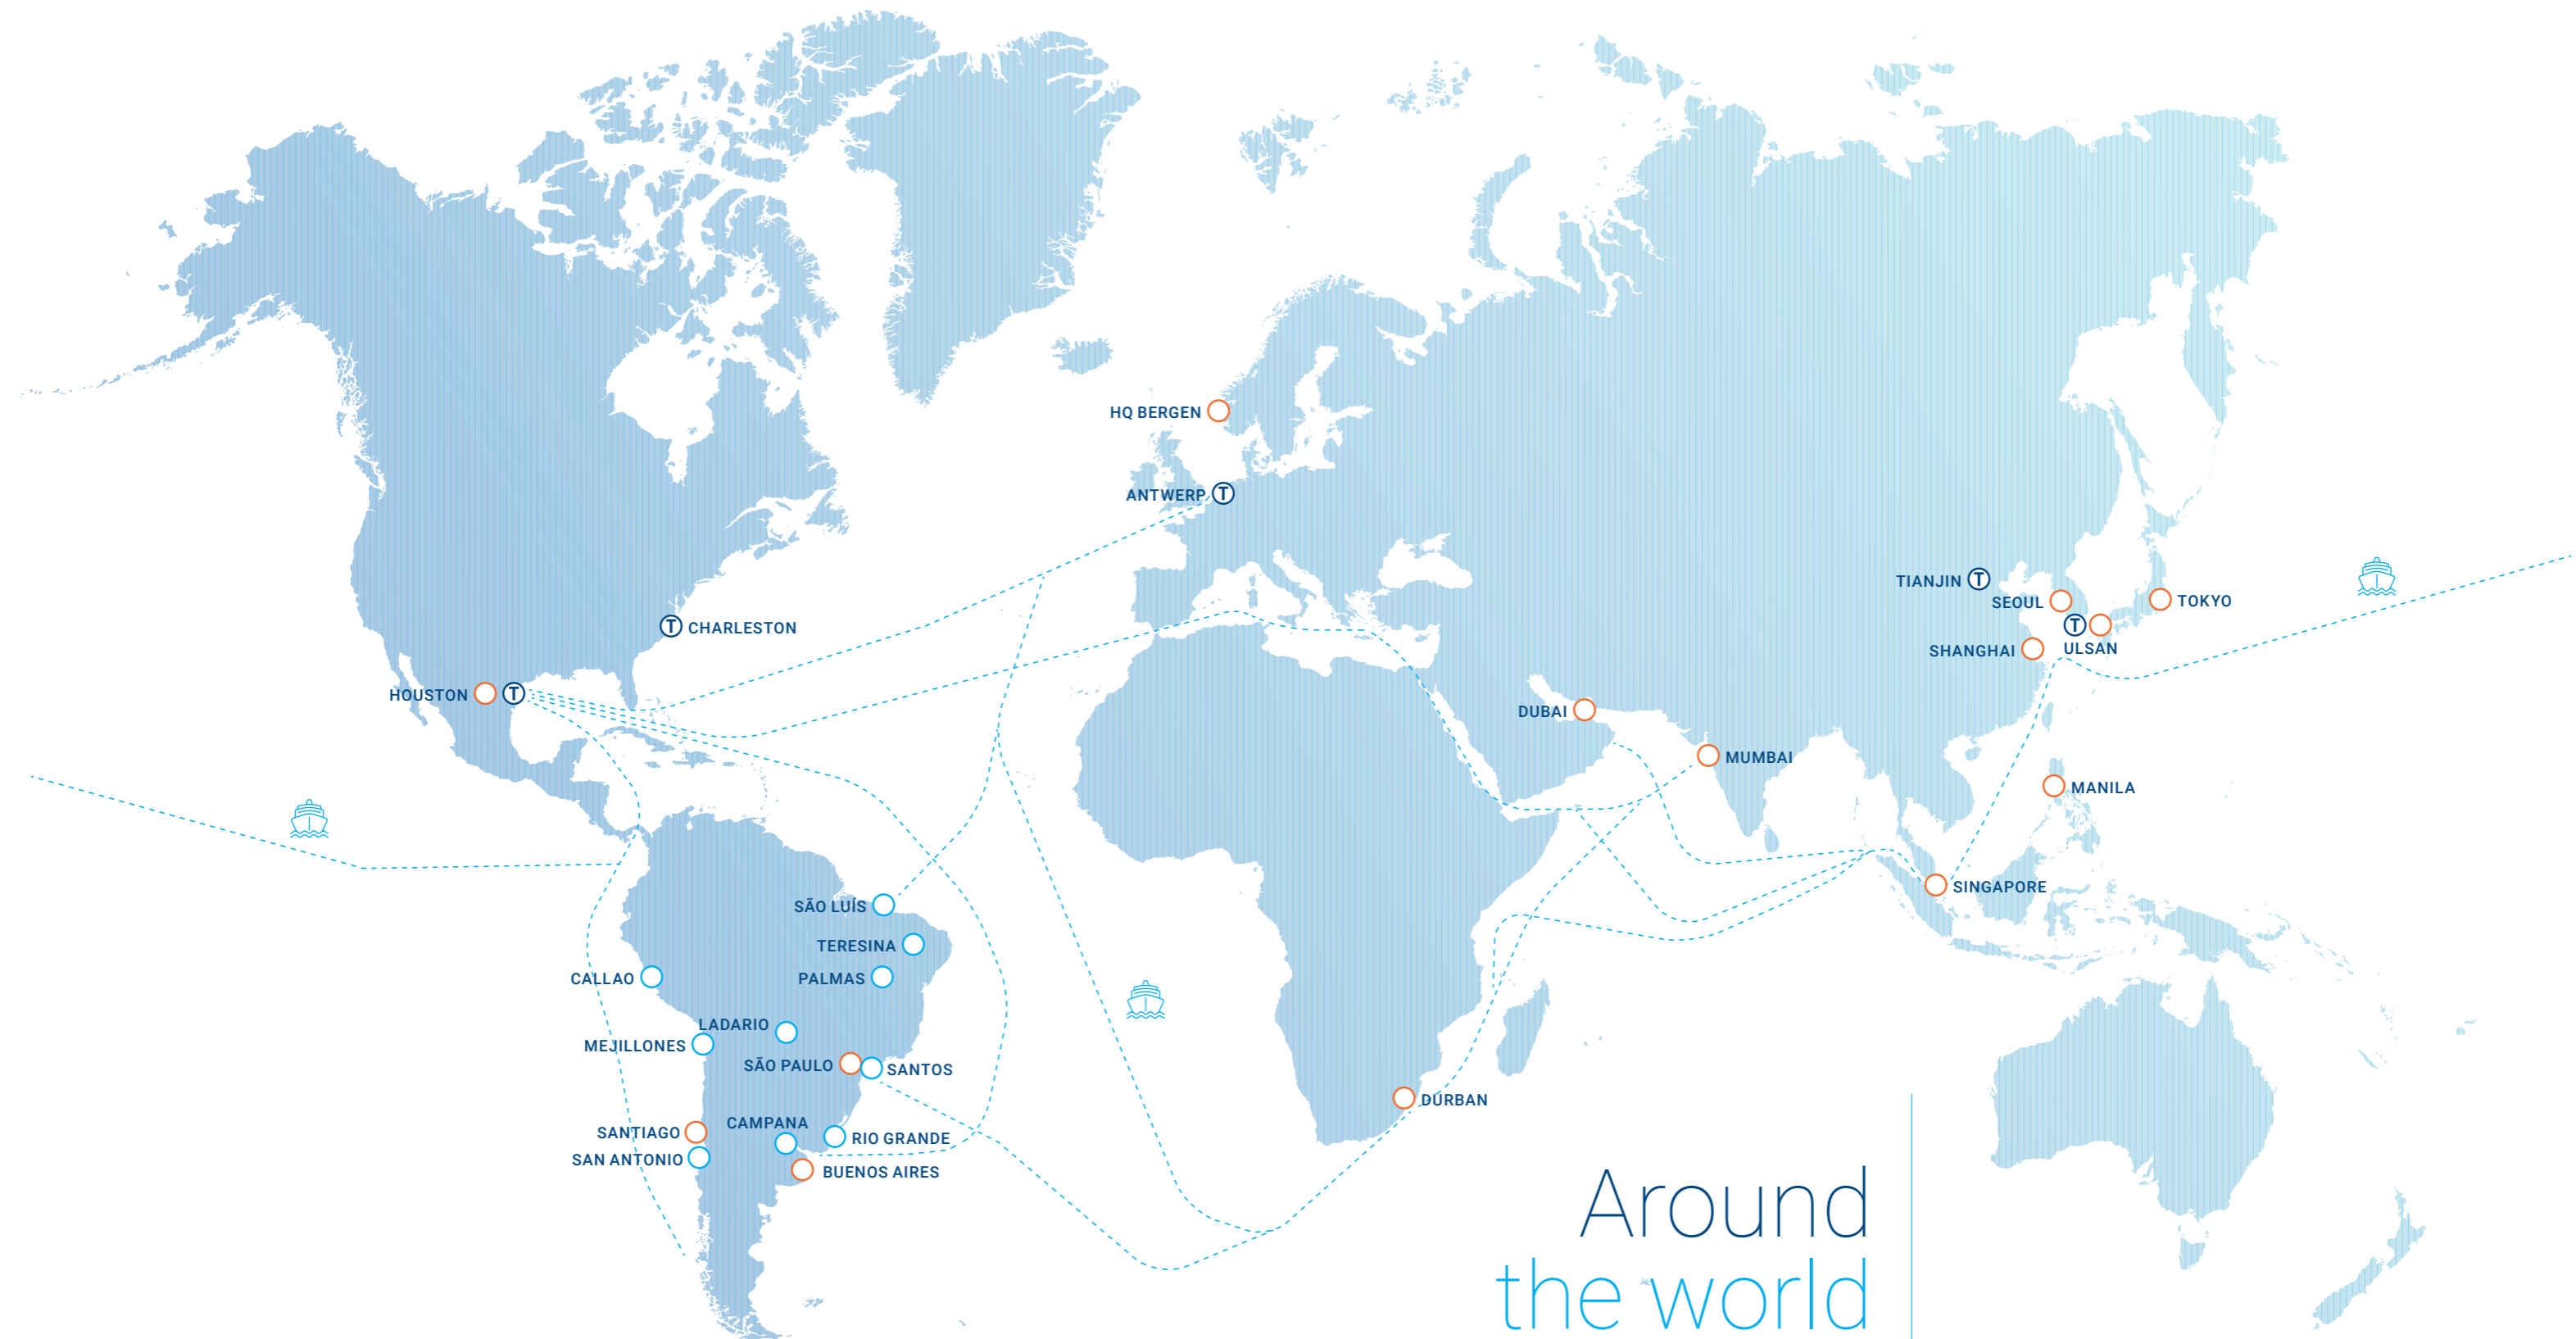 HQ BERGEN
ANTWERP T
TIANJIN T
SEOUL
TOKYO
T
ULSAN
SHANGHAI
T CHARLESTON
HOUSTON T
DUBAI
MUMBAI
MANILA
SINGAPORE
SÃO LUÍS
TERESINA
CALLAO
PALMAS
LADARIO
MEJILLONES
SÃO PAULO
SANTOS
DURBAN
CAMPANA
SANTIAGO
RIO GRANDE
SAN ANTONIO
BUENOS AIRES
Around
the world